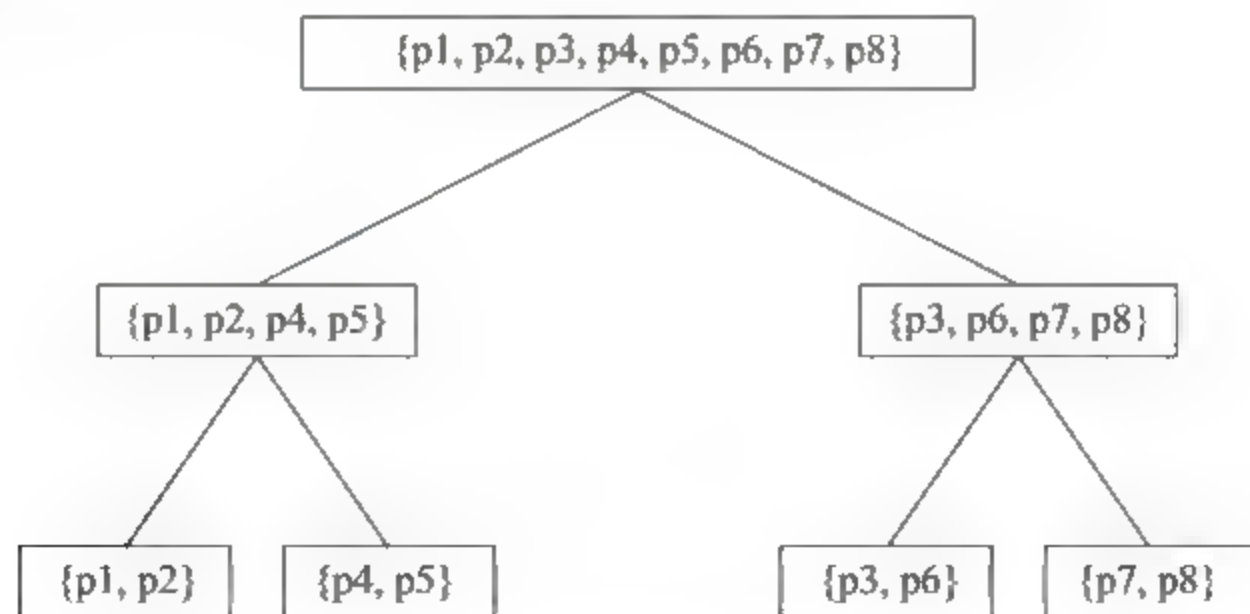 {p1, p2, p3, p4, p5, p6, p7, p8}
{p1, p2, p4, p5}
{p3, p6, p7, p8}
{p1, p2}
{p4, p5}
{p3, p6}
{p7, p8}